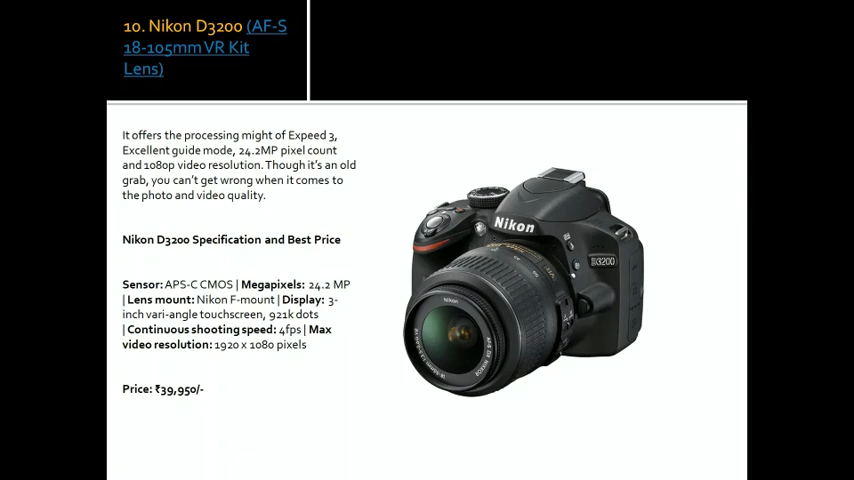 10. Nikon D3200 (AF-S
18-105mm VR Kit
Lens)
It offers the processing might of Expeed 3,
Excellent guide mode, 24.2MP pixel count
and 1080p video resolution. Though it's an old
grab, you can't get wrong when it comes to
the photo and video quality.
Nikon D3200 Specification and Best Price
Sensor: APS-C CMOS | Megapixels: 24.2 MP
| Lens mount: Nikon F-mount | Display: 3-
inch vari-angle touchscreen, 921k dots
| Continuous shooting speed: 4fps | Max
video resolution: 1920 x 1080 pixels
Price: ₹39,950/-
Nikon
D3200
Nikon